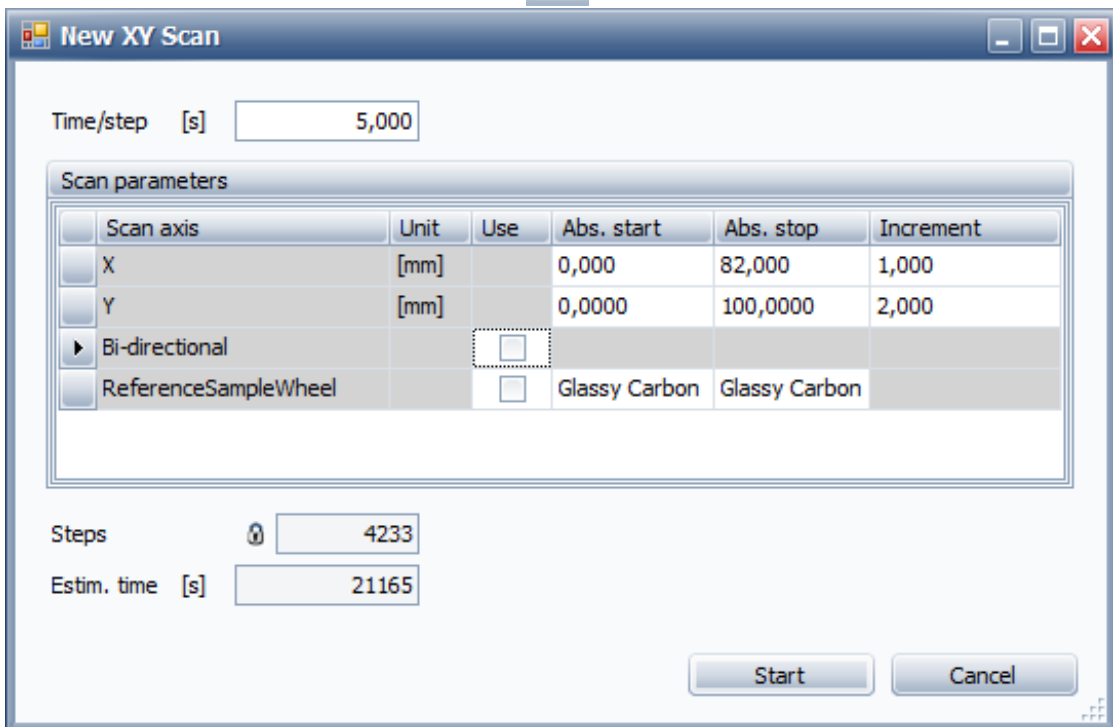 New XY Scan
Time/step [s] 5,000
Scan parameters
Scan axis Unit Use Abs. start Abs. stop Increment
X [mm] 0,000 82,000 1,000
Y [mm] 0,0000 100,0000 2,000
Bi-directional
ReferenceSampleWheel Glassy Carbon Glassy Carbon
Steps 4233
Estim. time [s] 21165
Start Cancel